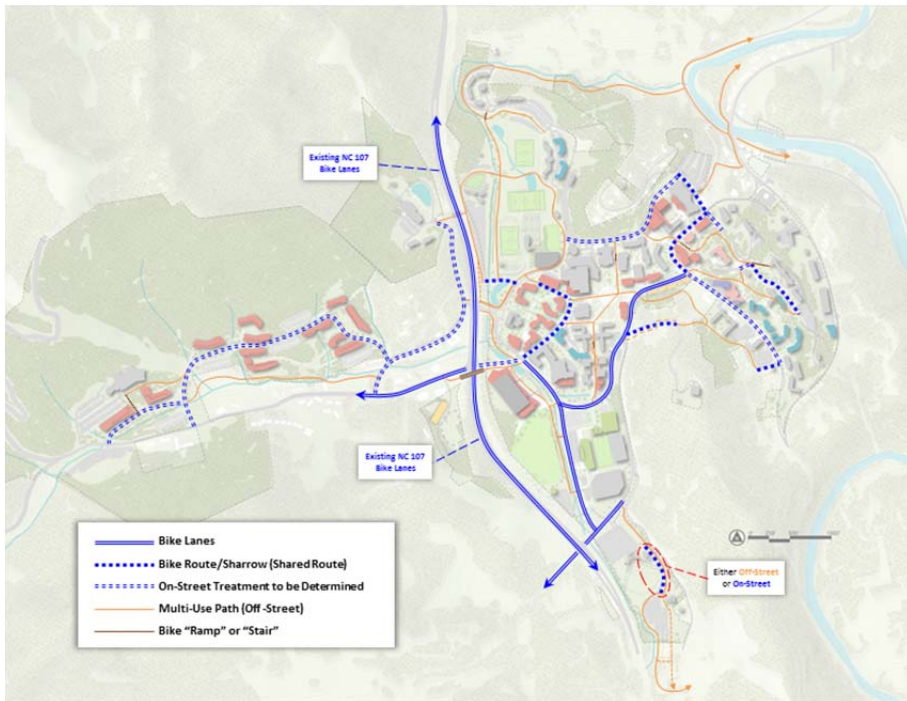 Existing NC 107
Bike Lanes
Existing NC 107
Bike Lanes
Bike Lanes
Bike Route/Sharrow (Shared Route)
On-Street Treatment to be Determined
Multi-Use Path (Off -Street)
Bike “Ramp” or “Stair”
Either Off-Street
or On-Street